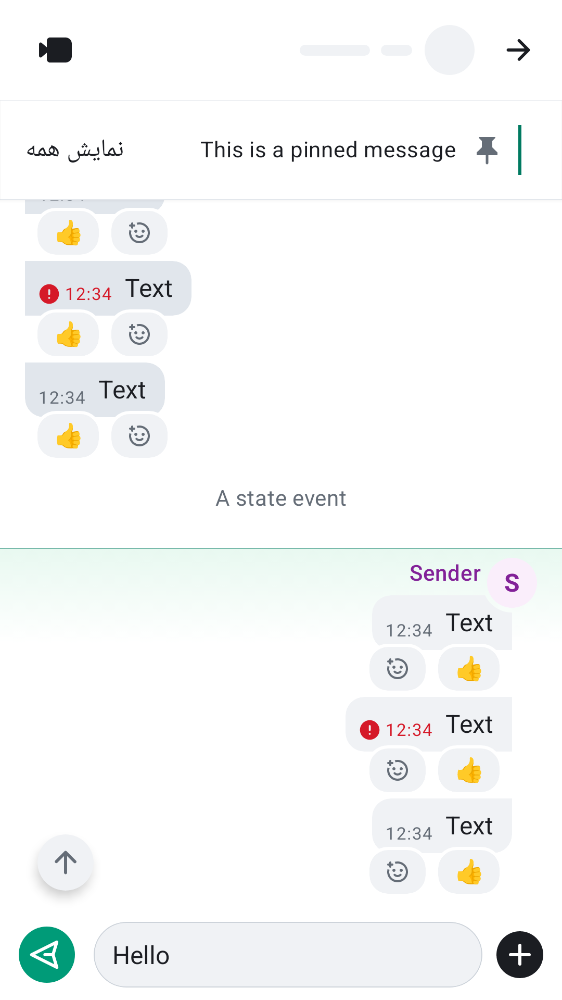 This is a pinned message
نمایش همه
12:34 Text
12:34 Text
A state event
Sender
S
12:34 Text
12:34 Text
12:34 Text
Hello